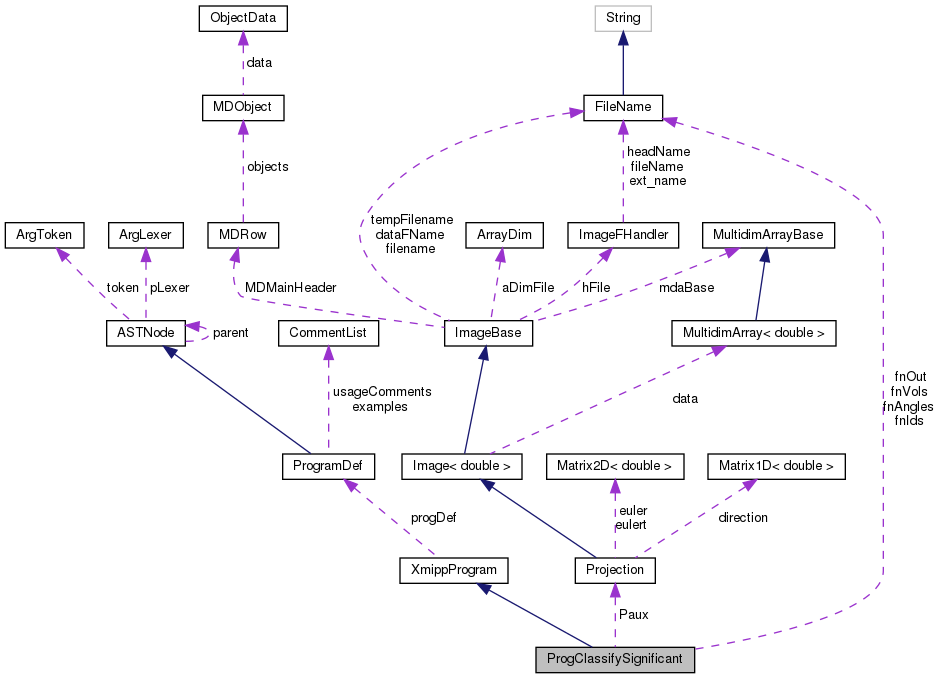 ObjectData
String
data
MDObject
FileName
headName
fileName
ext_name
objects
tempFilename
dataFName
filename
ArgToken
ArgLexer
MDRow
ArrayDim
ImageFHandler
MultidimArrayBase
token
pLexer
MDMainHeader
aDimFile
hFile
mdaBase
ASTNode
parent
CommentList
ImageBase
MultidimArray< double >
usageComments
examples
data
fnOut
fnVols
fnAngles
fnIds
ProgramDef
Image< double >
Matrix2D< double >
Matrix1D< double >
progDef
euler
eulert
direction
XmippProgram
Projection
Paux
ProgClassifySignificant